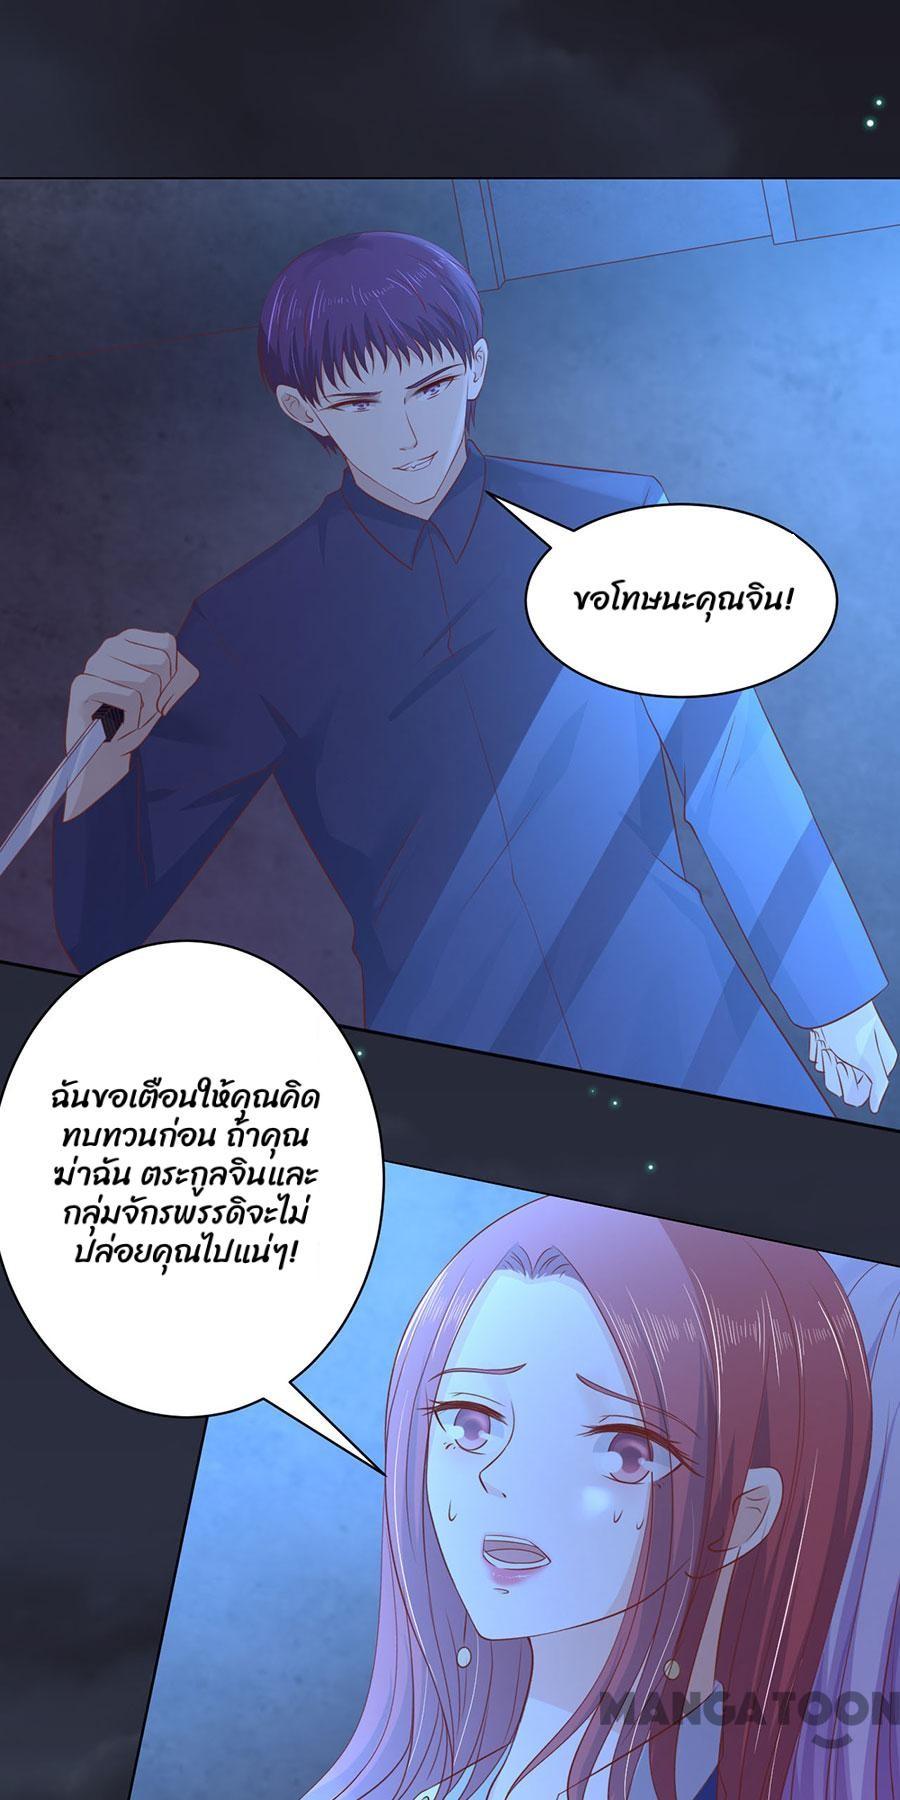 ขอโทษนะคุณจิน!
ฉันขอเตือนให้คุณคิด
ทบทวนก่อน ถ้าคุณ
ฆ่าฉัน ตระกูลจินและ
กลุ่มจักรพรรดิจะไม่
ปล่อยคุณไปแน่ๆ!
MANGATOON